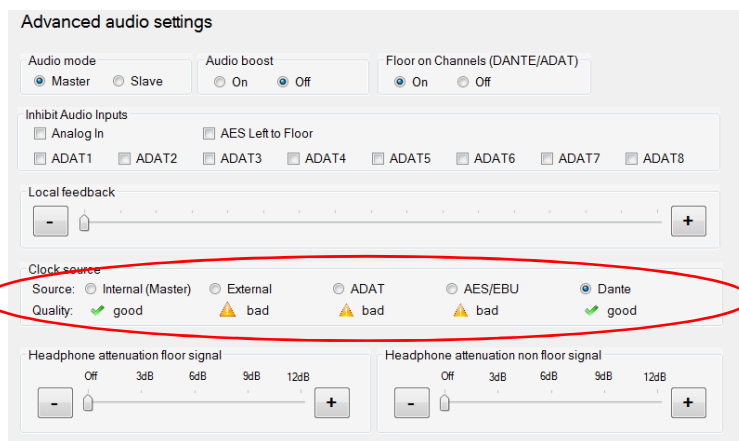 Advanced audio settings
Audio mode Audio boost Floor on Channels (DANTE/ADAT)
Master Slave On Off On Off
Inhibit Audio Inputs
Analog In AES Left to Floor
ADAT1 ADAT2 ADAT3 ADAT4 ADAT5 ADAT6 ADAT7 ADAT8
Local feedback
- +
Clock source
Source: Internal (Master) External ADAT AES/EBU Dante
Quality: good bad bad bad good
Headphone attenuation floor signal Headphone attenuation non floor signal
Off 3dB 6dB 9dB 12dB Off 3dB 6dB 9dB 12dB
- + - +